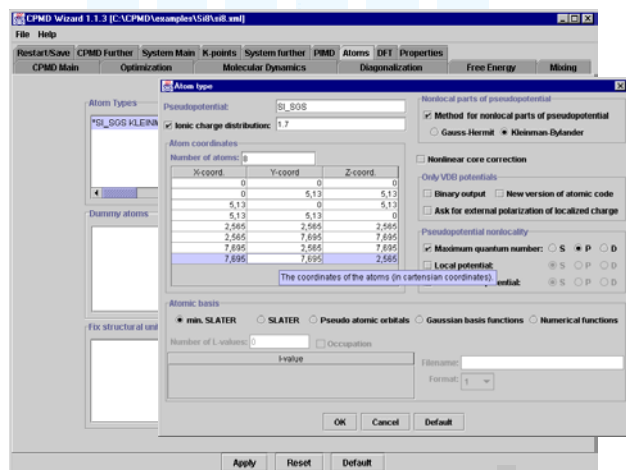 CPMD Wizard 1.1.3 [C:\CPMD\examples\Si8\si8.xml]
File Help
Restart/Save CPMD Further System Main K-points System further PIMD Atoms DFT Properties
CPMD Main Optimization Molecular Dynamics Diagonalization Free Energy Mixing
Atom Types
*SI_SGS KLEINM
Dummy atoms
Fix structural uni
Atom type
Pseudopotential: SI_SGS
Ionic charge distribution: 1.7
Atom coordinates
Number of atoms: 8
X-coord. Y-coord Z-coord.
0 0 0
0 5,13 5,13
5,13 0 5,13
5,13 5,13 0
2,565 2,565 2,565
2,565 7,695 7,695
7,695 2,565 7,695
7,695 7,695 2,565
The coordinates of the atoms (in cartensian coordinates).
Nonlocal parts of pseudopotential
Method for nonlocal parts of pseudopotential
Gauss-Hermit Kleinman-Bylander
Nonlinear core correction
Only VDB potentials
Binary output New version of atomic code
Ask for external polarization of localized charge
Pseudopotential nonlocality
Maximum quantum number: S P D
Local potential: S P D
ential: S P D
Atomic basis
min. SLATER SLATER Pseudo atomic orbitals Gaussian basis functions Numerical functions
Number of L-values: 0 Occupation
l-value
Filename:
Format: 1
OK Cancel Default
Apply Reset Default